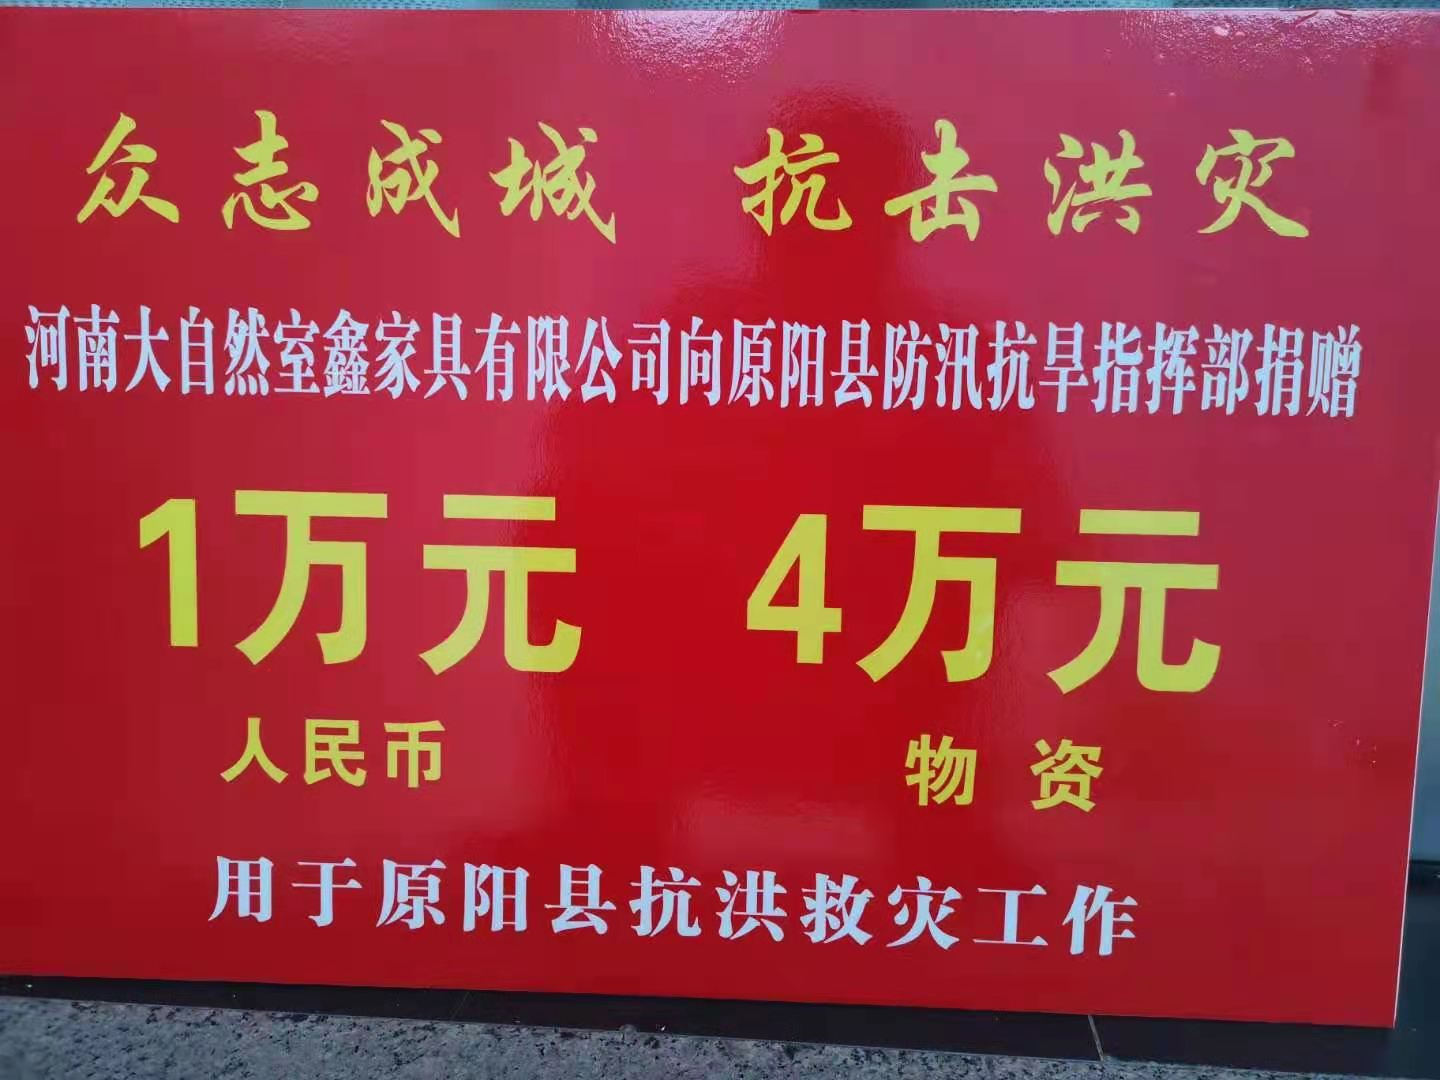 众志成城 抗击洪灾
河南大自然室鑫家具有限公司向原阳县防汛抗旱指挥部捐赠
1万元 4万元
人民币 物资
用于原阳县抗洪救灾工作